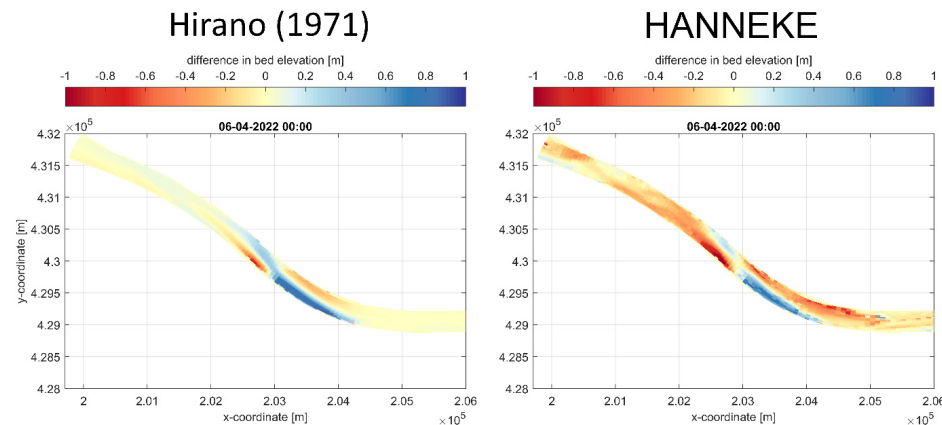 Hirano (1971)
difference in bed elevation [m]
-1 -0.8 -0.6 -0.4 -0.2 0 0.2 0.4 0.6 0.8 1
×10⁵
06-04-2022 00:00
4.32
4.315
4.31
4.305
4.3
4.295
4.29
4.285
4.28
y-coordinate [m]
2 2.01 2.02 2.03 2.04 2.05 2.06
x-coordinate [m]
×10⁵
HANNEKE
difference in bed elevation [m]
-1 -0.8 -0.6 -0.4 -0.2 0 0.2 0.4 0.6 0.8 1
×10⁵
06-04-2022 00:00
4.32
4.315
4.31
4.305
4.3
4.295
4.29
4.285
4.28
2 2.01 2.02 2.03 2.04 2.05 2.06
x-coordinate [m]
×10⁵